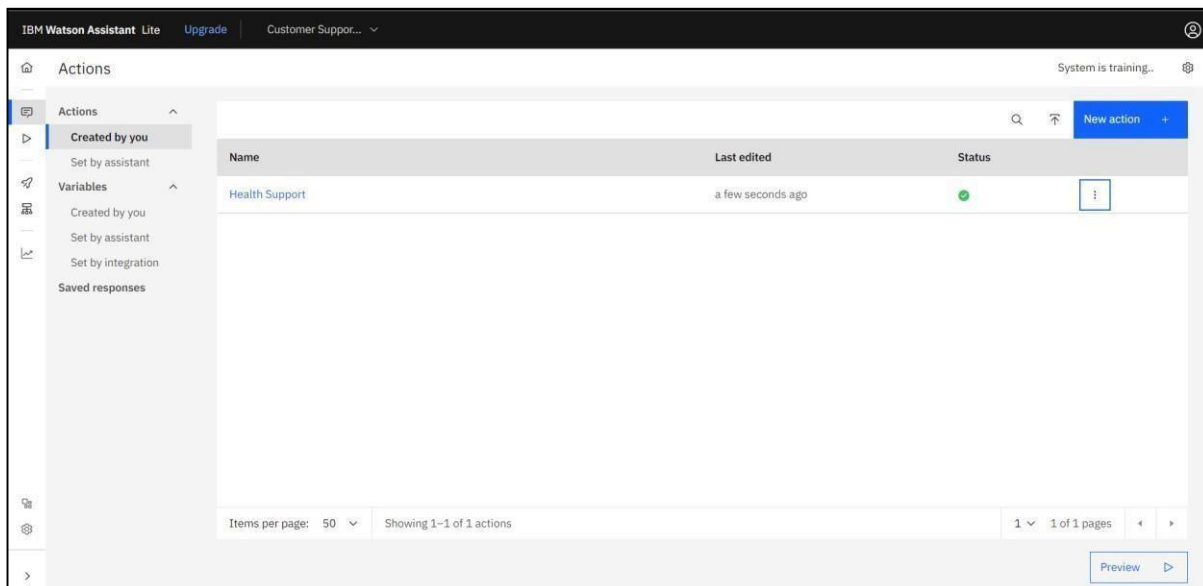 IBM Watson Assistant Lite Upgrade Customer Suppor...
Actions
System is training..
Actions
Created by you
Set by assistant
Variables
Created by you
Set by assistant
Set by integration
Saved responses
New action +
Name Last edited Status
Health Support a few seconds ago
Items per page: 50 Showing 1–1 of 1 actions 1 1 of 1 pages
Preview